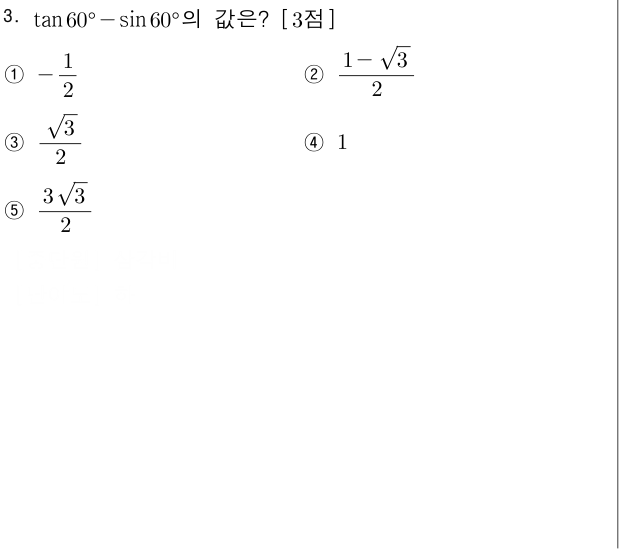 3. tan 60° − sin 60°의 값은? [3점]
① −1/2 ② (1−√3)/2
③ √3/2 ④ 1
⑤ 3√3/2